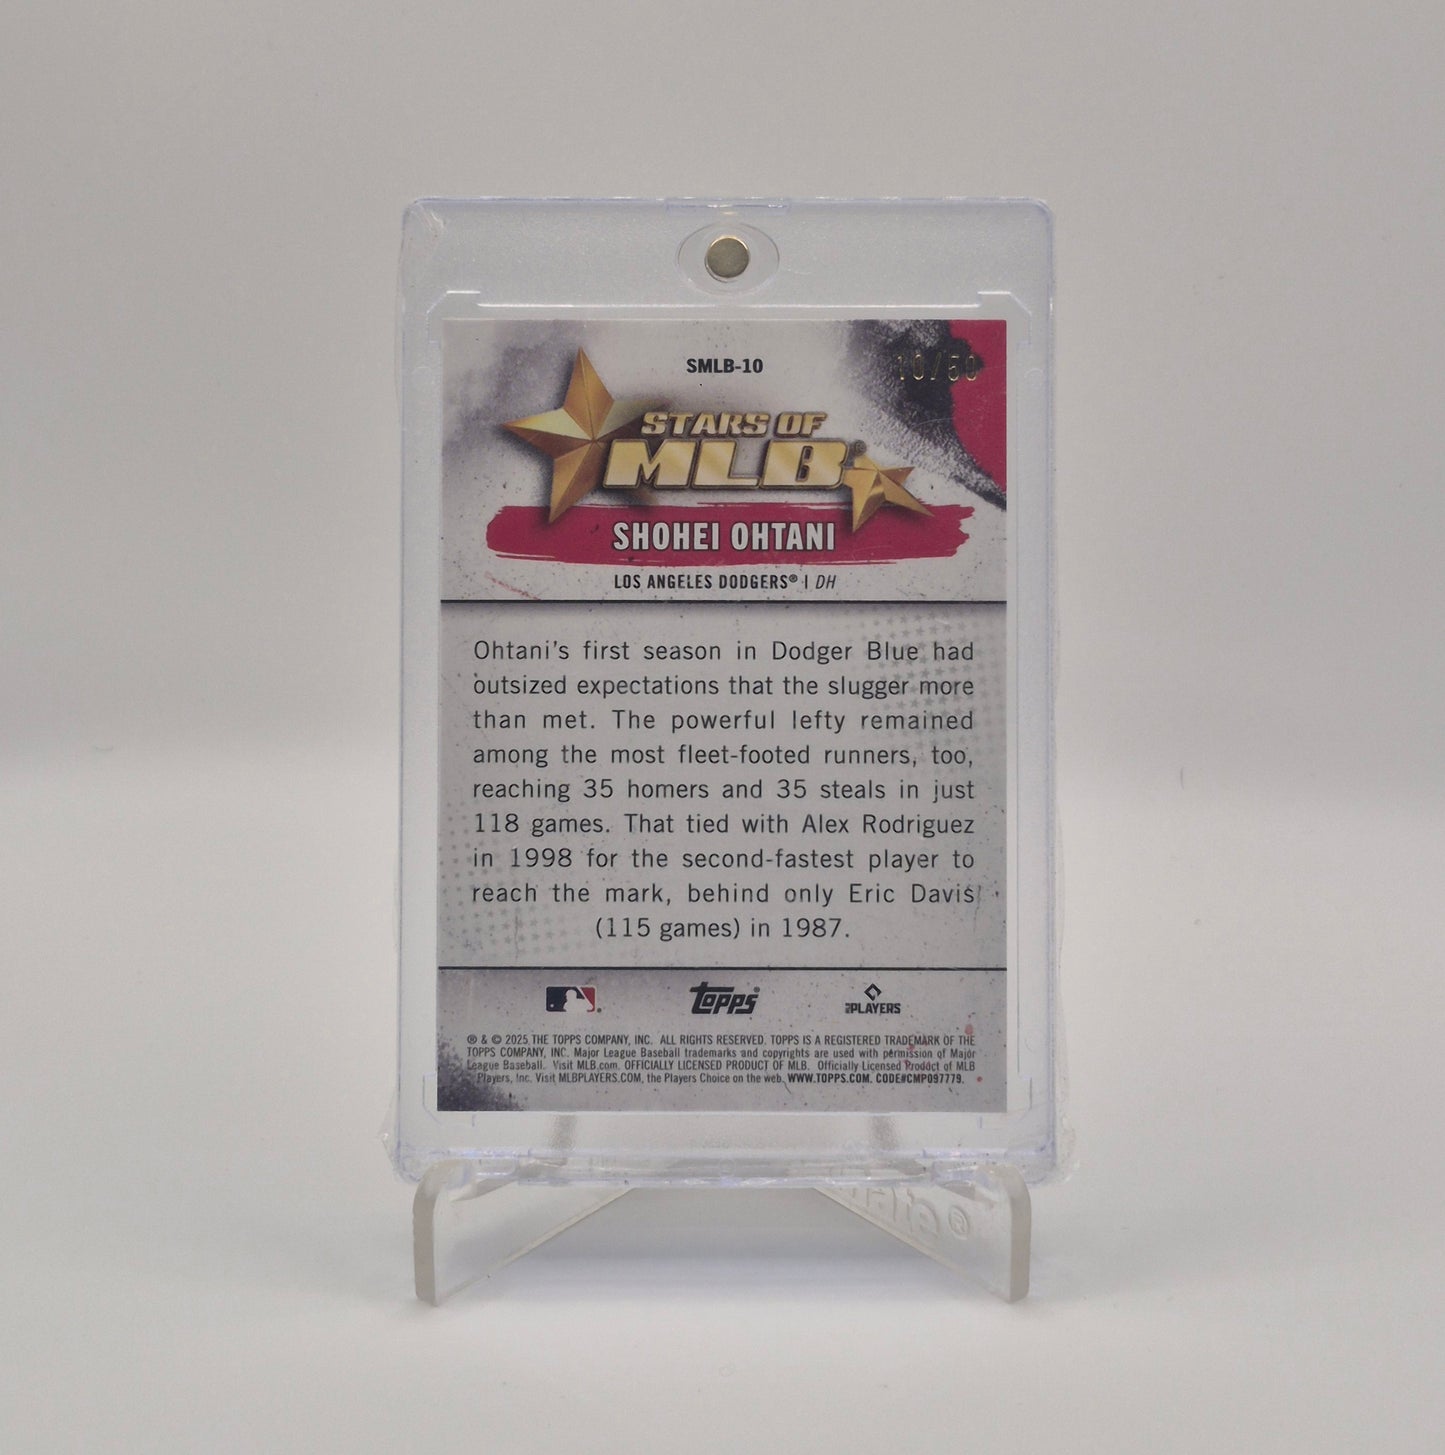 SMLB-10
10/50
STARS OF
MLB®
SHOHEI OHTANI
LOS ANGELES DODGERS® | DH
Ohtani's first season in Dodger Blue had
outsized expectations that the slugger more
than met. The powerful lefty remained
among the most fleet-footed runners, too,
reaching 35 homers and 35 steals in just
118 games. That tied with Alex Rodriguez
in 1998 for the second-fastest player to
reach the mark, behind only Eric Davis
(115 games) in 1987.
topps®
PLAYERS
® & © 2025 THE TOPPS COMPANY, INC. ALL RIGHTS RESERVED. TOPPS IS A REGISTERED TRADEMARK OF THE
TOPPS COMPANY, INC. Major League Baseball trademarks and copyrights are used with permission of Major
League Baseball. Visit MLB.com. OFFICIALLY LICENSED PRODUCT OF MLB. Officially Licensed Product of MLB
Players, Inc. Visit MLBPLAYERS.COM, the Players Choice on the web. WWW.TOPPS.COM. CODE#CMP097779.